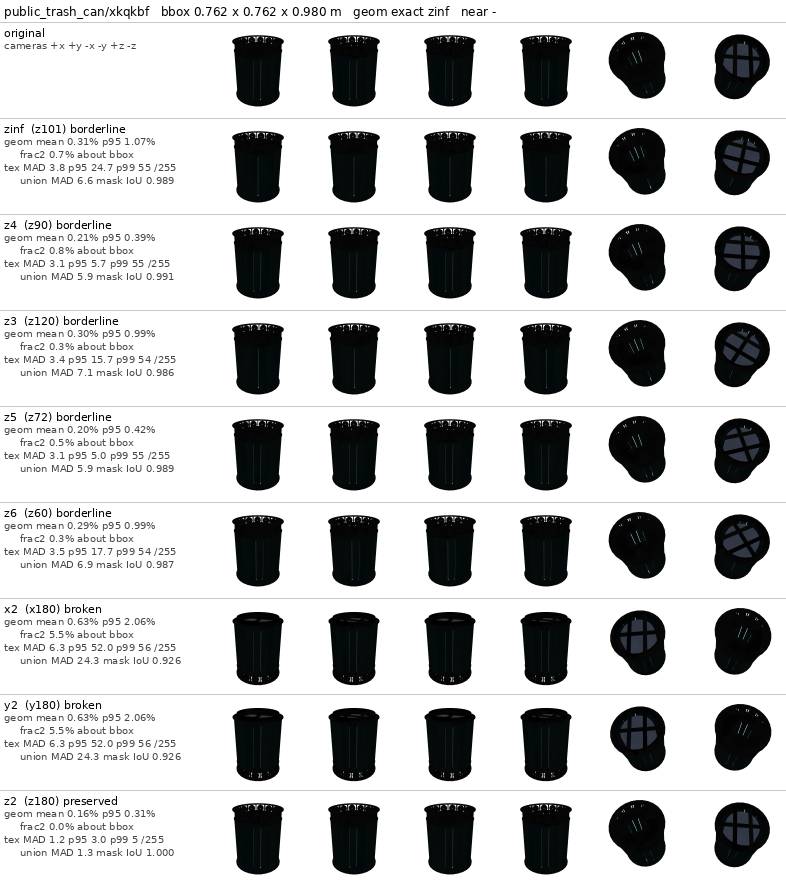 public_trash_can/xkqkbf   bbox 0.762 x 0.762 x 0.980 m   geom exact zinf   near -
original
cameras +x +y -x -y +z -z
zinf  (z101) borderline
geom mean 0.31% p95 1.07%
frac2 0.7% about bbox
tex MAD 3.8 p95 24.7 p99 55 /255
union MAD 6.6 mask IoU 0.989
z4  (z90) borderline
geom mean 0.21% p95 0.39%
frac2 0.8% about bbox
tex MAD 3.1 p95 5.7 p99 55 /255
union MAD 5.9 mask IoU 0.991
z3  (z120) borderline
geom mean 0.30% p95 0.99%
frac2 0.3% about bbox
tex MAD 3.4 p95 15.7 p99 54 /255
union MAD 7.1 mask IoU 0.986
z5  (z72) borderline
geom mean 0.20% p95 0.42%
frac2 0.5% about bbox
tex MAD 3.1 p95 5.0 p99 55 /255
union MAD 5.9 mask IoU 0.989
z6  (z60) borderline
geom mean 0.29% p95 0.99%
frac2 0.3% about bbox
tex MAD 3.5 p95 17.7 p99 54 /255
union MAD 6.9 mask IoU 0.987
x2  (x180) broken
geom mean 0.63% p95 2.06%
frac2 5.5% about bbox
tex MAD 6.3 p95 52.0 p99 56 /255
union MAD 24.3 mask IoU 0.926
y2  (y180) broken
geom mean 0.63% p95 2.06%
frac2 5.5% about bbox
tex MAD 6.3 p95 52.0 p99 56 /255
union MAD 24.3 mask IoU 0.926
z2  (z180) preserved
geom mean 0.16% p95 0.31%
frac2 0.0% about bbox
tex MAD 1.2 p95 3.0 p99 5 /255
union MAD 1.3 mask IoU 1.000